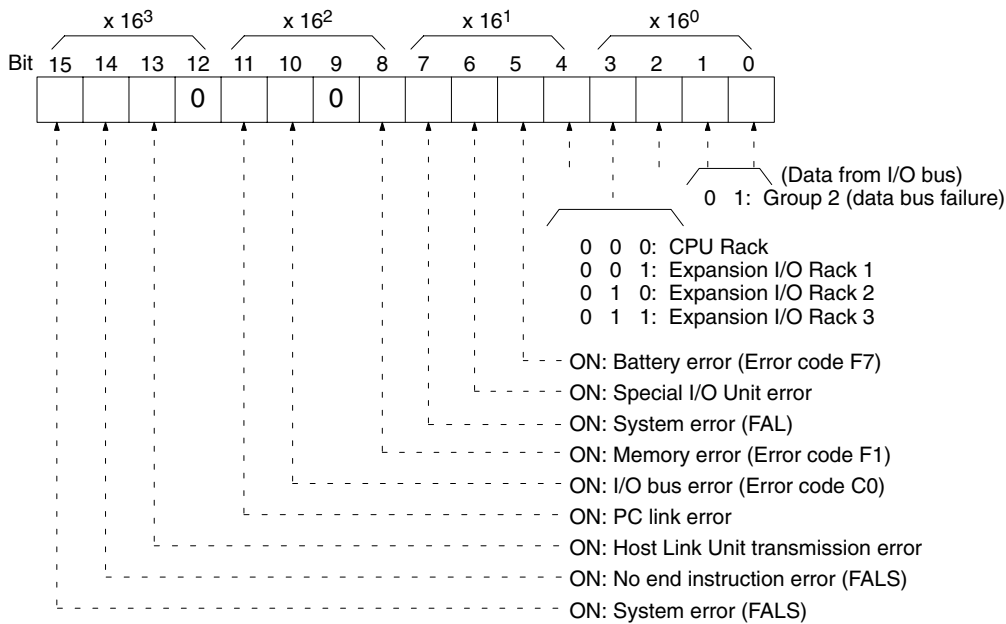 x 16³ x 16² x 16¹ x 16⁰
Bit 15 14 13 12 11 10 9 8 7 6 5 4 3 2 1 0
0 0
(Data from I/O bus)
0 1: Group 2 (data bus failure)
0 0 0: CPU Rack
0 0 1: Expansion I/O Rack 1
0 1 0: Expansion I/O Rack 2
0 1 1: Expansion I/O Rack 3
ON: Battery error (Error code F7)
ON: Special I/O Unit error
ON: System error (FAL)
ON: Memory error (Error code F1)
ON: I/O bus error (Error code C0)
ON: PC link error
ON: Host Link Unit transmission error
ON: No end instruction error (FALS)
ON: System error (FALS)